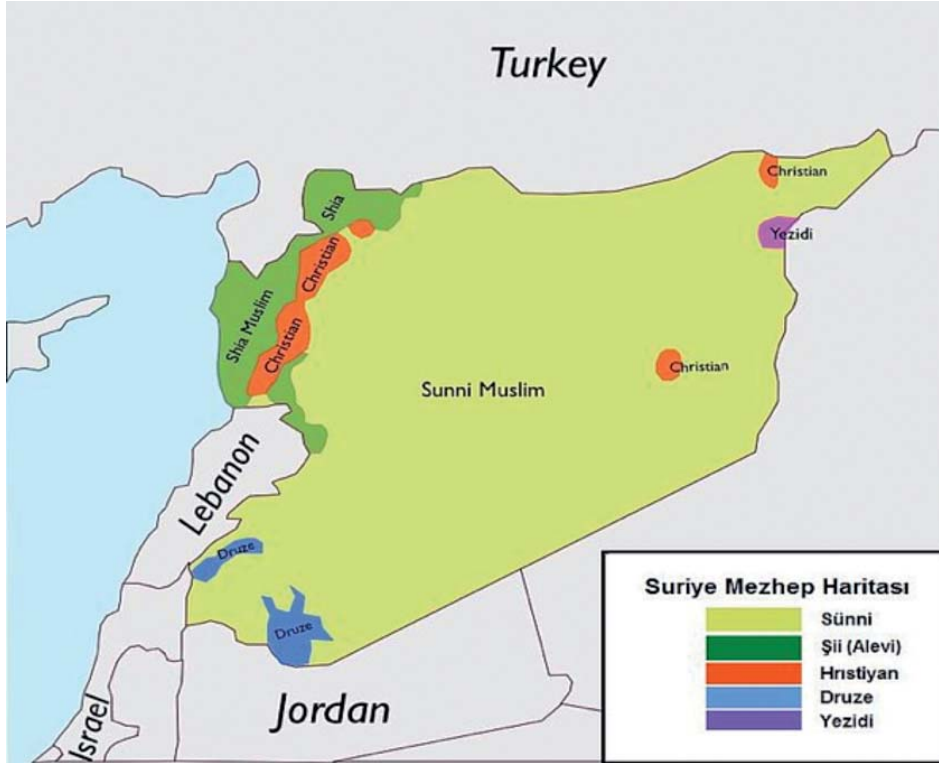 Turkey
Christian
Shia
Yezidi
Christian
Shia Muslim
Christian
Christian
Sunni Muslim
Lebanon
Druze
Druze
Israel
Jordan
Suriye Mezhep Haritası
Sünni
Şii (Alevi)
Hrıstiyan
Druze
Yezidi